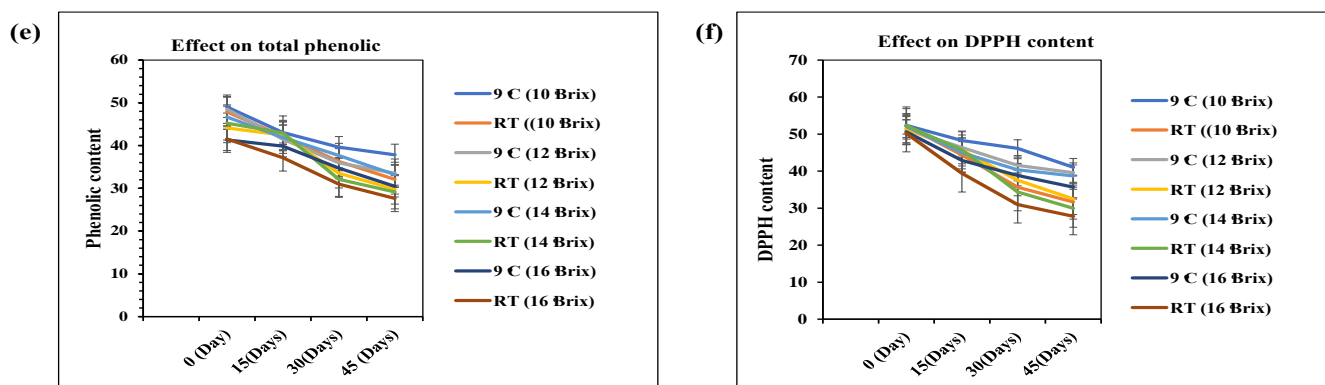 (e)
Effect on total phenolic
Phenolic content
60
50
40
30
20
10
0
0 (Day)
15(Days)
30(Days)
45 (Days)
9 C (10 Brix)
RT ((10 Brix)
9 C (12 Brix)
RT (12 Brix)
9 C (14 Brix)
RT (14 Brix)
9 C (16 Brix)
RT (16 Brix)
(f)
Effect on DPPH content
DPPH content
70
60
50
40
30
20
10
0
0 (Day)
15(Days)
30(Days)
45(Days)
9 C (10 Brix)
RT ((10 Brix)
9 C (12 Brix)
RT (12 Brix)
9 C (14 Brix)
RT (14 Brix)
9 C (16 Brix)
RT (16 Brix)